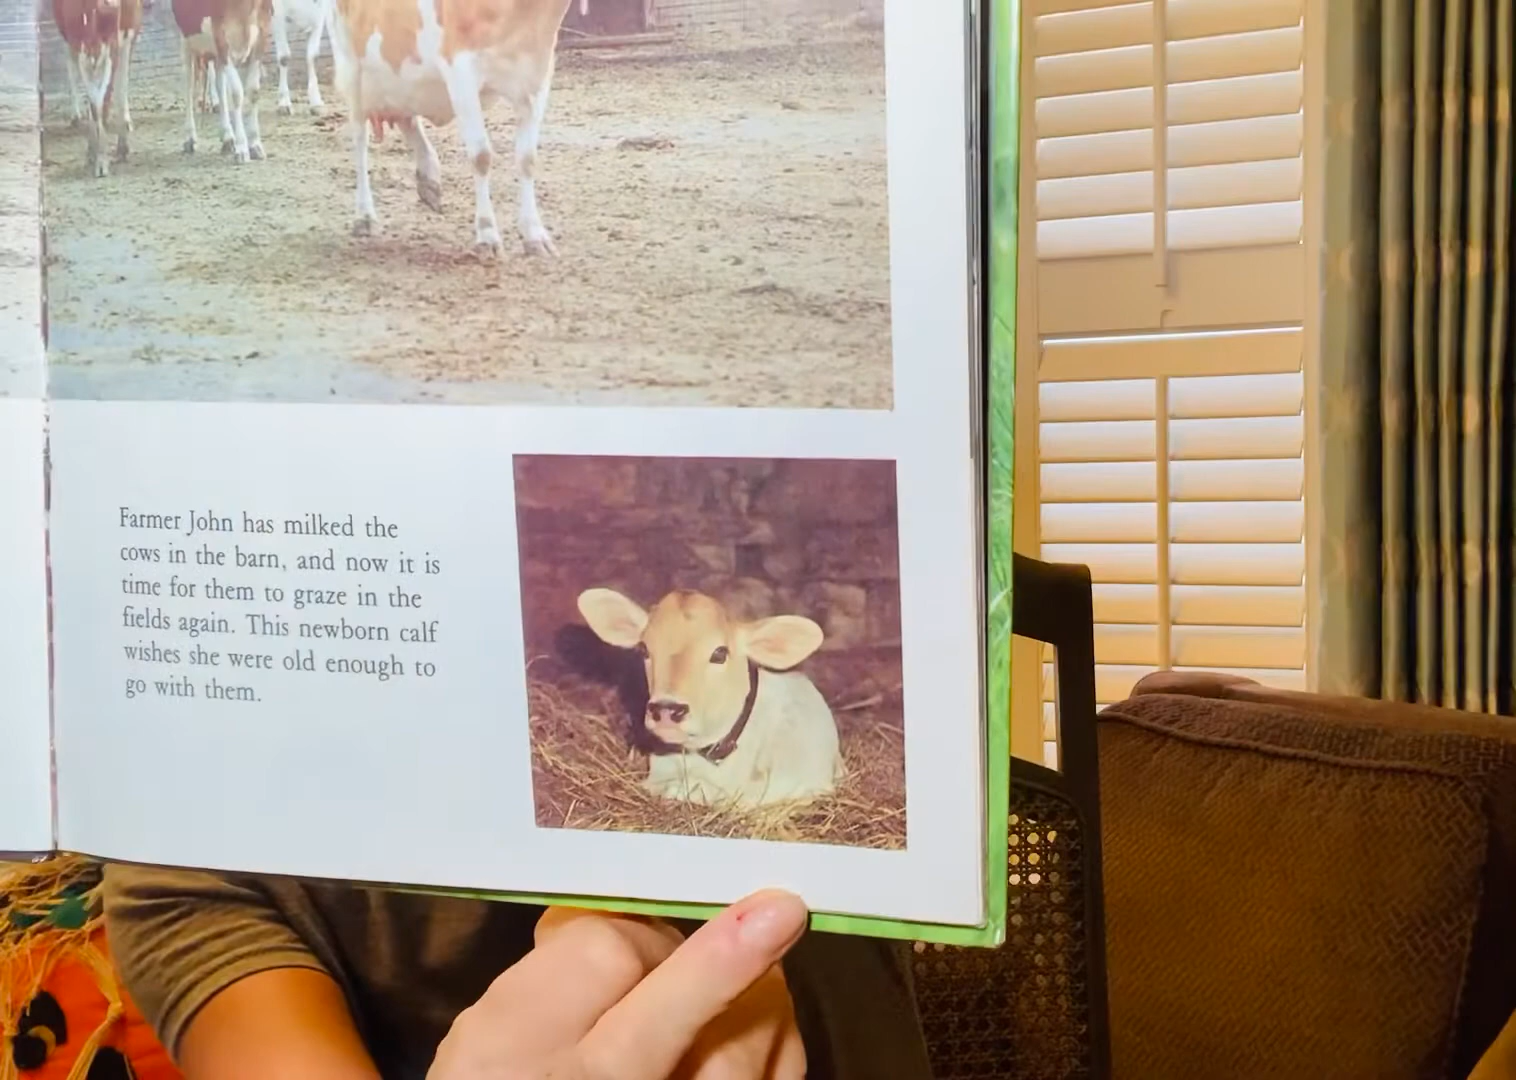 Farmer John has milked the
cows in the barn, and now it is
time for them to graze in the
fields again. This newborn calf
wishes she were old enough to
go with them.